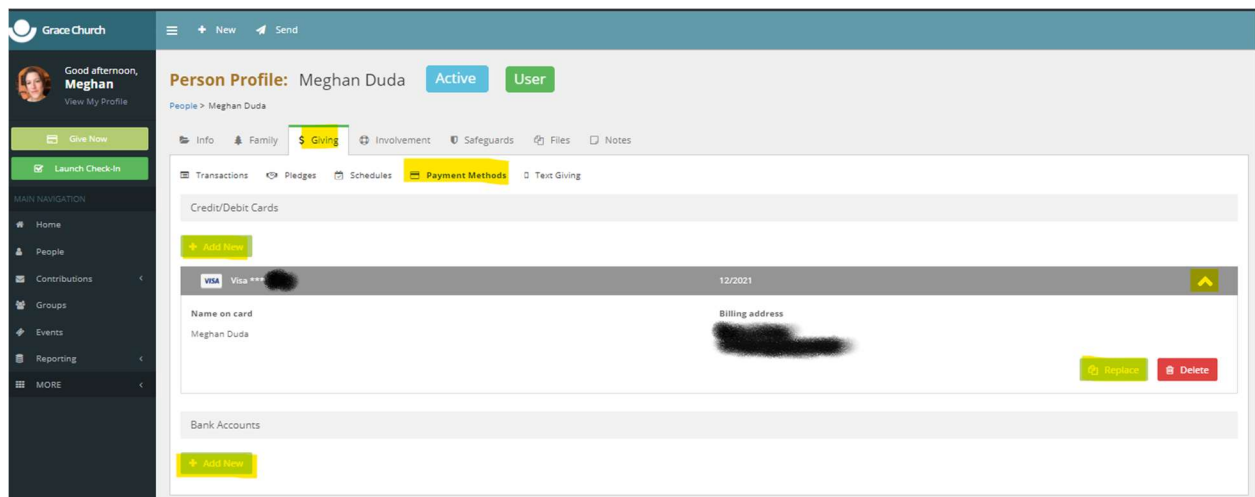 Grace Church
New
Send
Good afternoon,
Meghan
View My Profile
Give Now
Launch Check-In
MAIN NAVIGATION
Home
People
Contributions
Groups
Events
Reporting
MORE
Person Profile: Meghan Duda Active User
People > Meghan Duda
Info Family $ Giving Involvement Safeguards Files Notes
Transactions Pledges Schedules Payment Methods Text Giving
Credit/Debit Cards
+ Add New
VISA Visa *** 12/2021
Name on card Billing address
Meghan Duda
Replace Delete
Bank Accounts
+ Add New